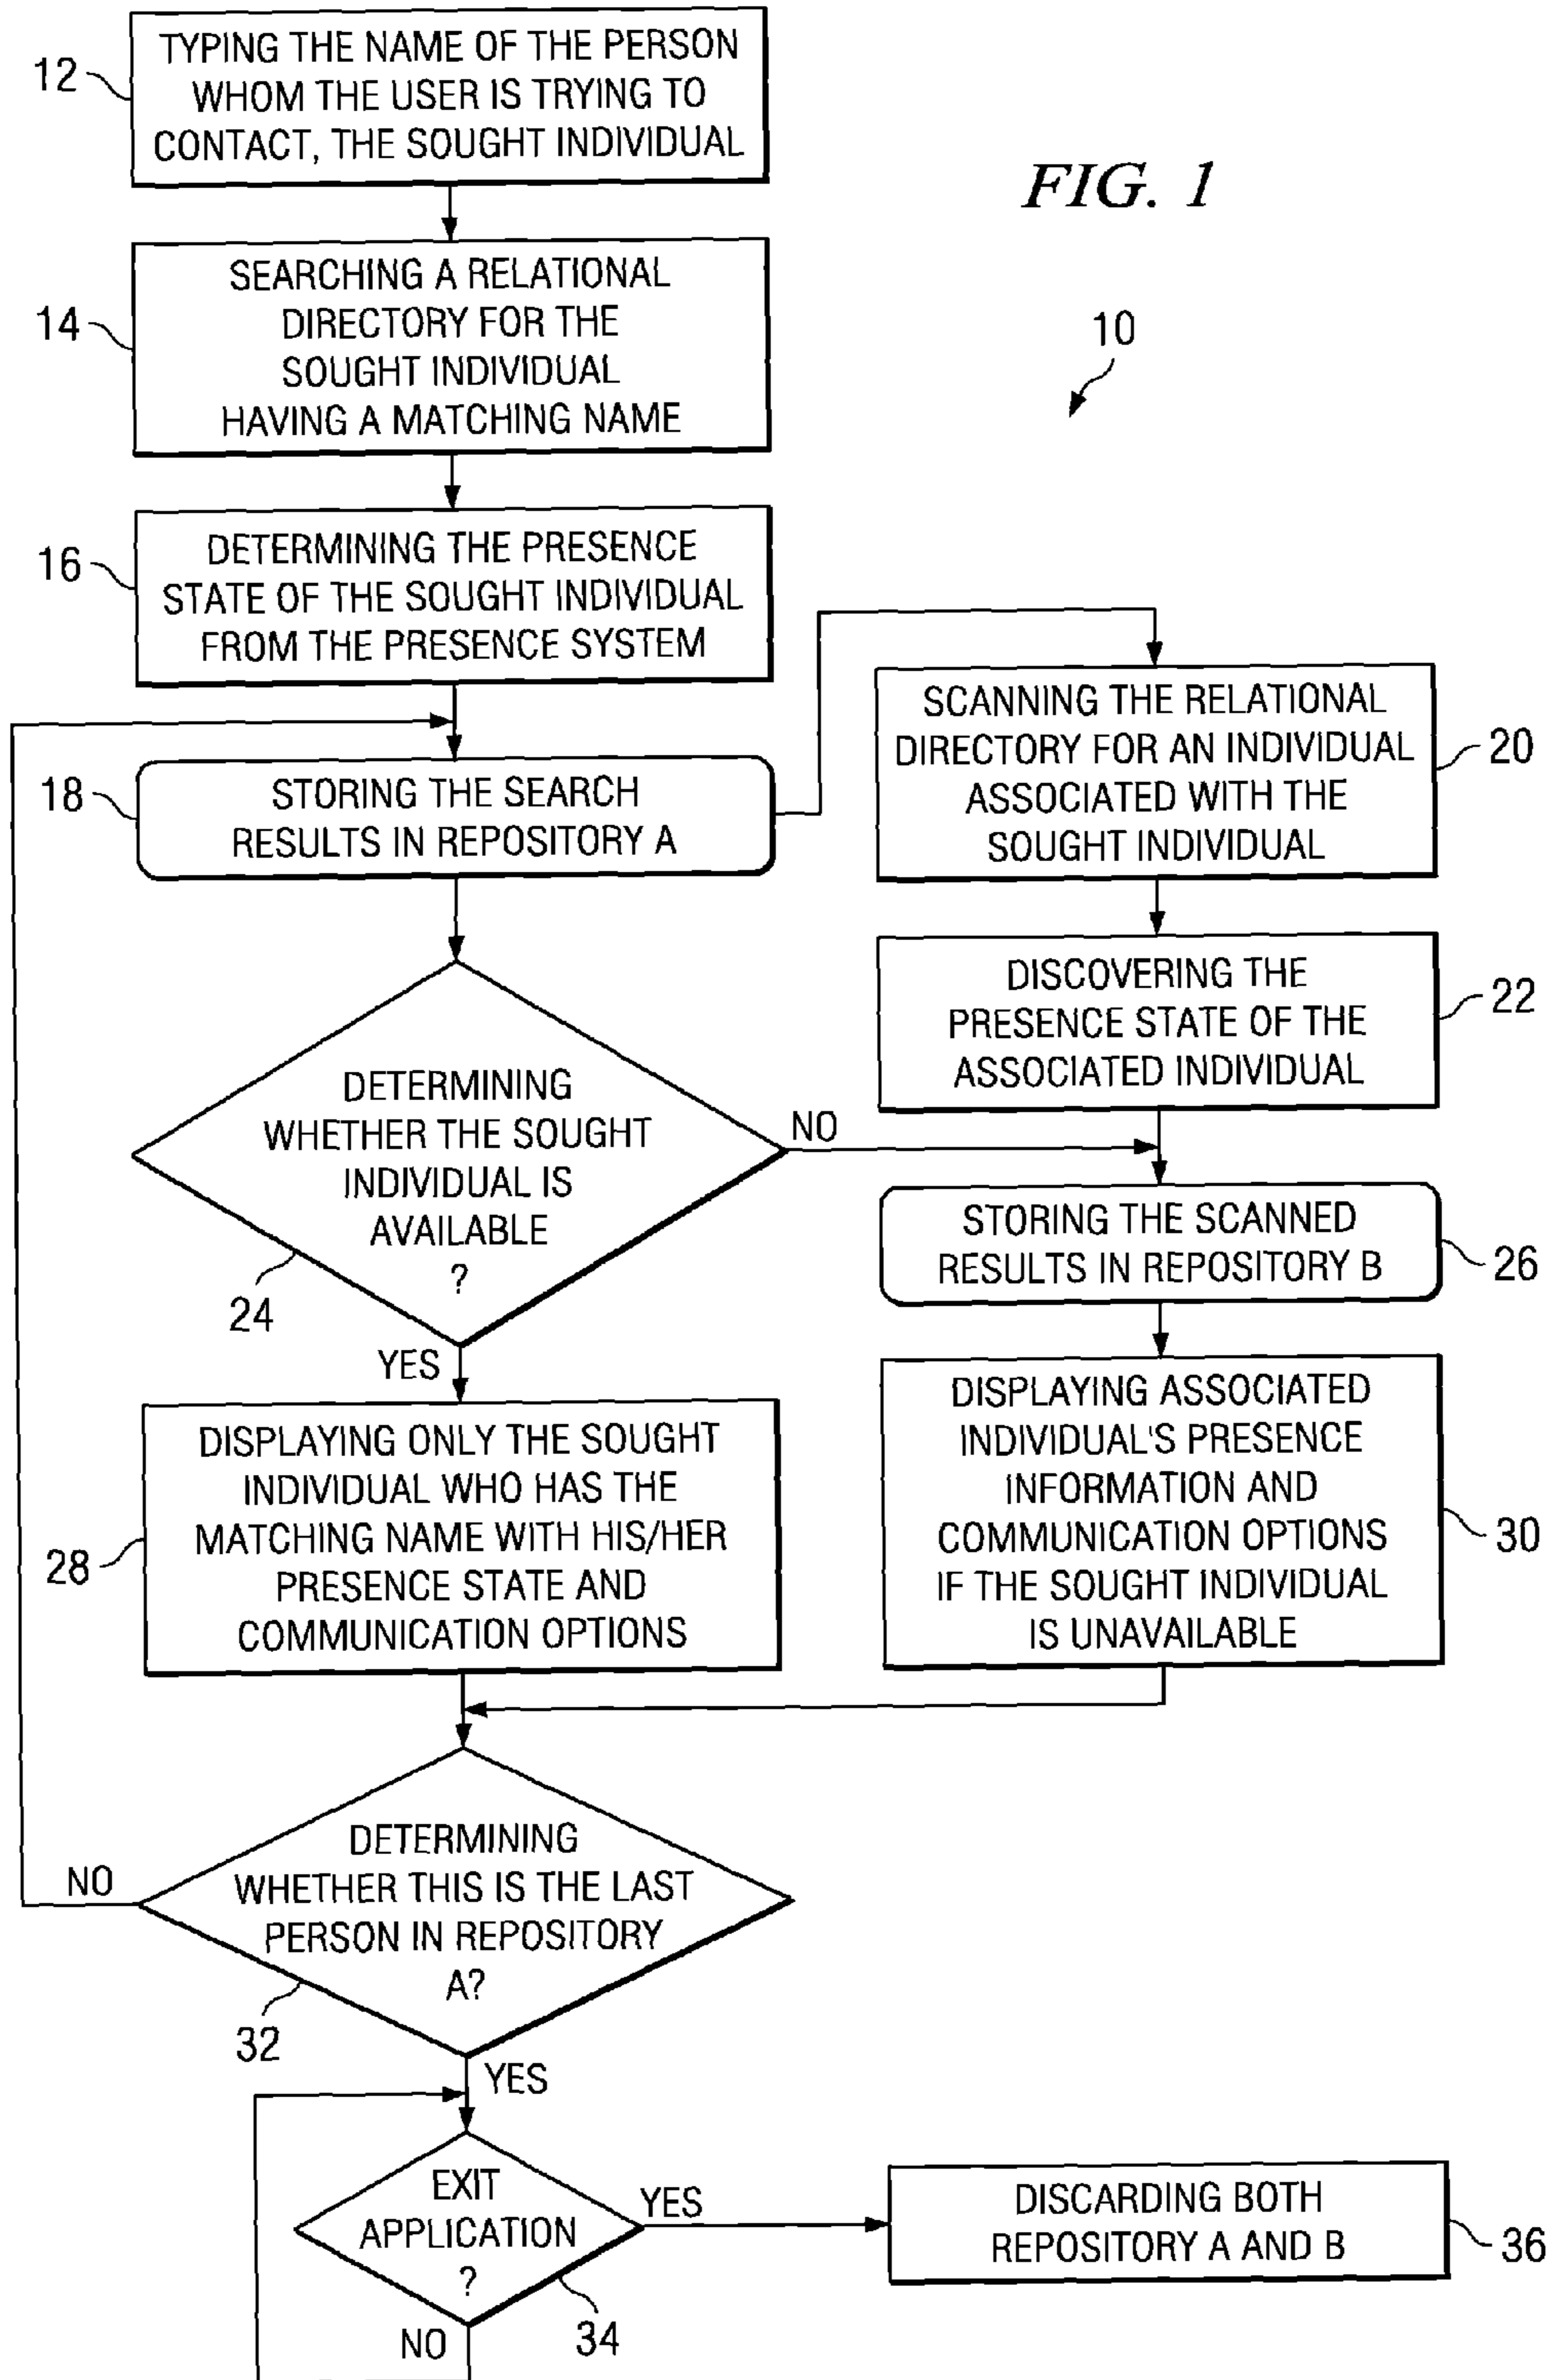 12
TYPING THE NAME OF THE PERSON
WHOM THE USER IS TRYING TO
CONTACT, THE SOUGHT INDIVIDUAL
FIG. 1
10
14
SEARCHING A RELATIONAL
DIRECTORY FOR THE
SOUGHT INDIVIDUAL
HAVING A MATCHING NAME
16
DETERMINING THE PRESENCE
STATE OF THE SOUGHT INDIVIDUAL
FROM THE PRESENCE SYSTEM
18
STORING THE SEARCH
RESULTS IN REPOSITORY A
SCANNING THE RELATIONAL
DIRECTORY FOR AN INDIVIDUAL
ASSOCIATED WITH THE
SOUGHT INDIVIDUAL
20
DISCOVERING THE
PRESENCE STATE OF THE
ASSOCIATED INDIVIDUAL
22
DETERMINING
WHETHER THE SOUGHT
INDIVIDUAL IS
AVAILABLE
?
24
NO
YES
STORING THE SCANNED
RESULTS IN REPOSITORY B
26
28
DISPLAYING ONLY THE SOUGHT
INDIVIDUAL WHO HAS THE
MATCHING NAME WITH HIS/HER
PRESENCE STATE AND
COMMUNICATION OPTIONS
DISPLAYING ASSOCIATED
INDIVIDUAL'S PRESENCE
INFORMATION AND
COMMUNICATION OPTIONS
IF THE SOUGHT INDIVIDUAL
IS UNAVAILABLE
30
NO
DETERMINING
WHETHER THIS IS THE LAST
PERSON IN REPOSITORY
A?
32
YES
EXIT
APPLICATION
?
34
YES
NO
DISCARDING BOTH
REPOSITORY A AND B
36